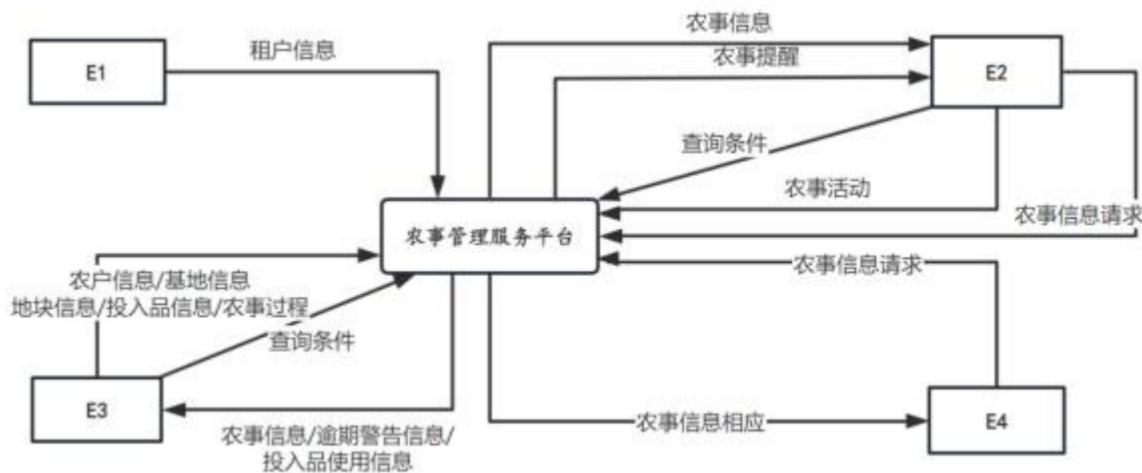 农事信息
E1
租户信息
农事提醒
E2
查询条件
农事活动
农事信息请求
农事管理服务平台
农事信息请求
农户信息/基地信息
地块信息/投入品信息/农事过程
查询条件
E3
农事信息/逾期警告信息/
投入品使用信息
农事信息相应
E4